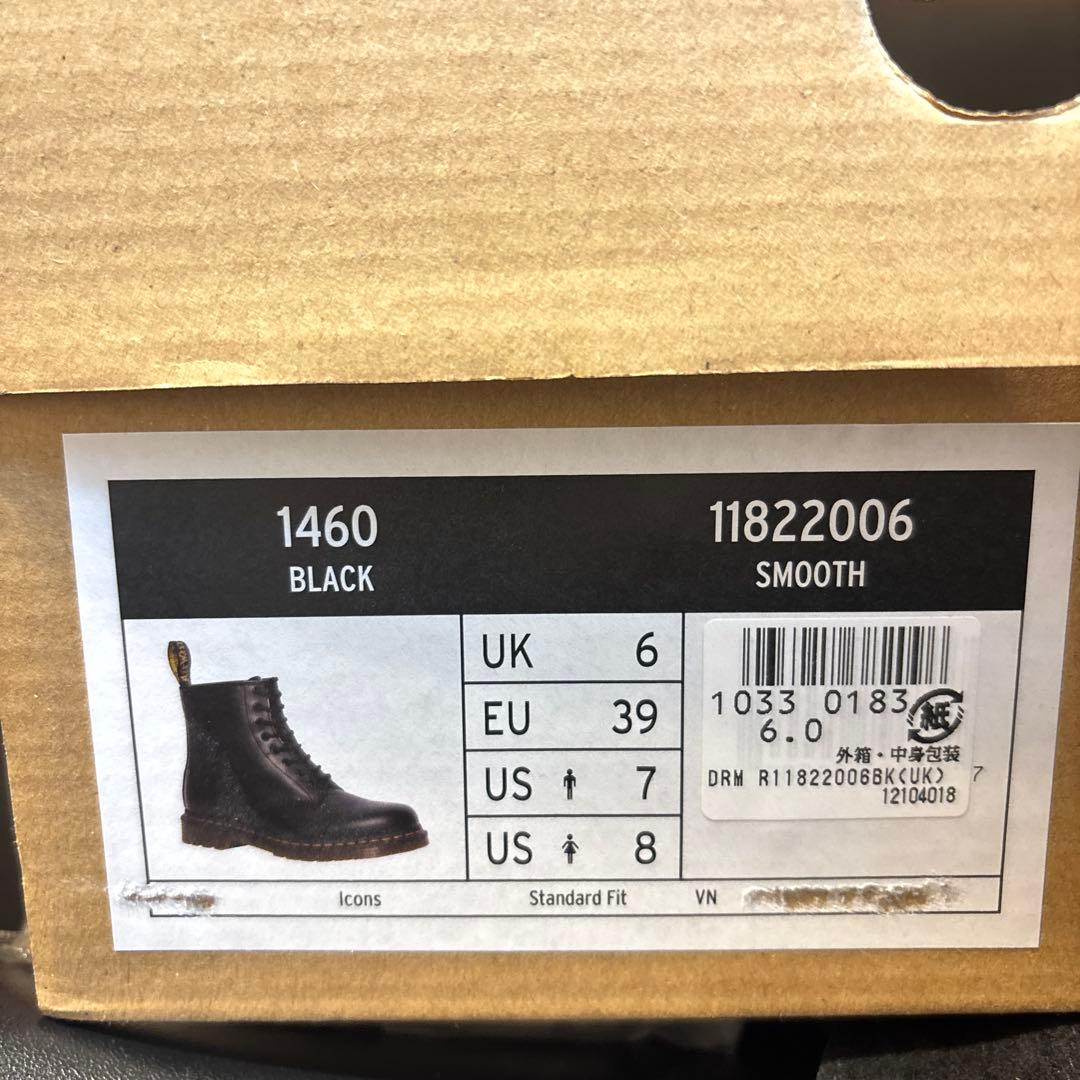 1460
BLACK
11822006
SMOOTH
UK 6
EU 39
US 7
US 8
1033 0183
6.0
紙
外箱・中身包装
DRM R11822006BK(UK) 7
12104018
Icons
Standard Fit
VN